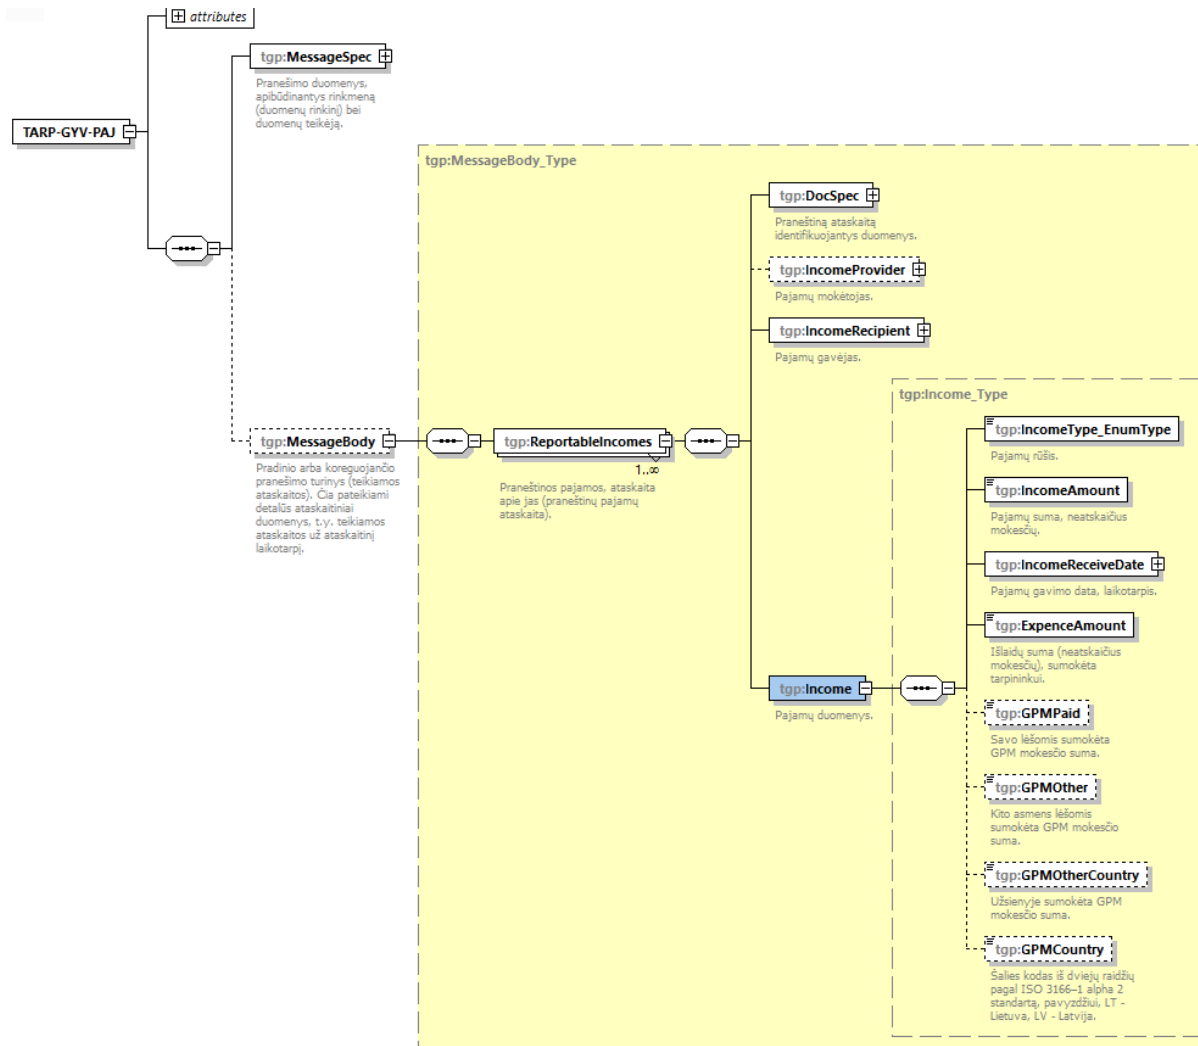 attributes
tgp:MessageSpec
Pranešimo duomenys,
apibūdinantys rinkmeną
(duomenų rinkinį) bei
duomenų teikėją.
TARP-GYV-PAJ
tgp:MessageBody_Type
tgp:DocSpec
Praneštiną ataskaitą
identifikuojantys duomenys.
tgp:IncomeProvider
Pajamų mokėtojas.
tgp:IncomeRecipient
Pajamų gavėjas.
tgp:MessageBody
Pradinio arba koreguojančio
pranešimo turinys (teikiamos
ataskaitos). Čia pateikiami
detalūs ataskaitiniai
duomenys, t.y. teikiamos
ataskaitos už ataskaitinį
laikotarpį.
tgp:ReportableIncomes
1..∞
Praneštinos pajamos, ataskaita
apie jas (praneštinų pajamų
ataskaita).
tgp:Income
Pajamų duomenys.
tgp:Income_Type
tgp:IncomeType_EnumType
Pajamų rūšis.
tgp:IncomeAmount
Pajamų suma, neatskaičius
mokesčių.
tgp:IncomeReceiveDate
Pajamų gavimo data, laikotarpis.
tgp:ExpenceAmount
Išlaidų suma (neatskaičius
mokesčių), sumokėta
tarpininkui.
tgp:GPMPaid
Savo lėšomis sumokėta
GPM mokesčio suma.
tgp:GPMOther
Kito asmens lėšomis
sumokėta GPM mokesčio
suma.
tgp:GPMOtherCountry
Užsienyje sumokėta GPM
mokesčio suma.
tgp:GPMCountry
Šalies kodas iš dviejų raidžių
pagal ISO 3166–1 alpha 2
standartą, pavyzdžiui, LT -
Lietuva, LV - Latvija.